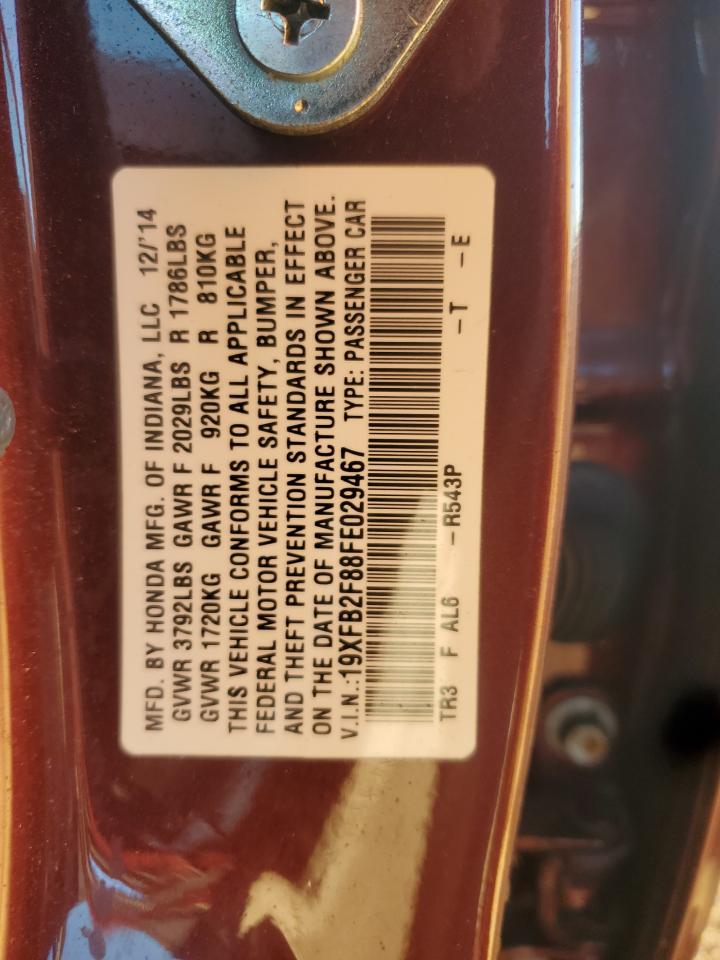 MFD. BY HONDA MFG. OF INDIANA, LLC 12/'14
GVWR 3792LBS GAWR F 2029LBS R 1786LBS
GVWR 1720KG GAWR F 920KG R 810KG
THIS VEHICLE CONFORMS TO ALL APPLICABLE
FEDERAL MOTOR VEHICLE SAFETY, BUMPER,
AND THEFT PREVENTION STANDARDS IN EFFECT
ON THE DATE OF MANUFACTURE SHOWN ABOVE.
V.I.N.:19XFB2F88FE029467 TYPE: PASSENGER CAR
TR3 F AL6 -R543P -T -E